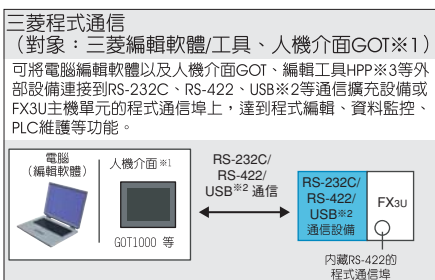 三菱程式通信
（對象：三菱編輯軟體/工具、人機介面GOT※1）
可將電腦編輯軟體以及人機介面GOT、編輯工具HPP※3等外
部設備連接到RS-232C、RS-422、USB※2等通信擴充設備或
FX3U主機單元的程式通信埠上，達到程式編輯、資料監控、
PLC維護等功能。
電腦
（編輯軟體）
人機介面※1
GOT1000 等
RS-232C/
RS-422/
USB※2 通信
RS-232C/
RS-422/
USB※2
通信設備
FX3U
內藏RS-422的
程式通信埠